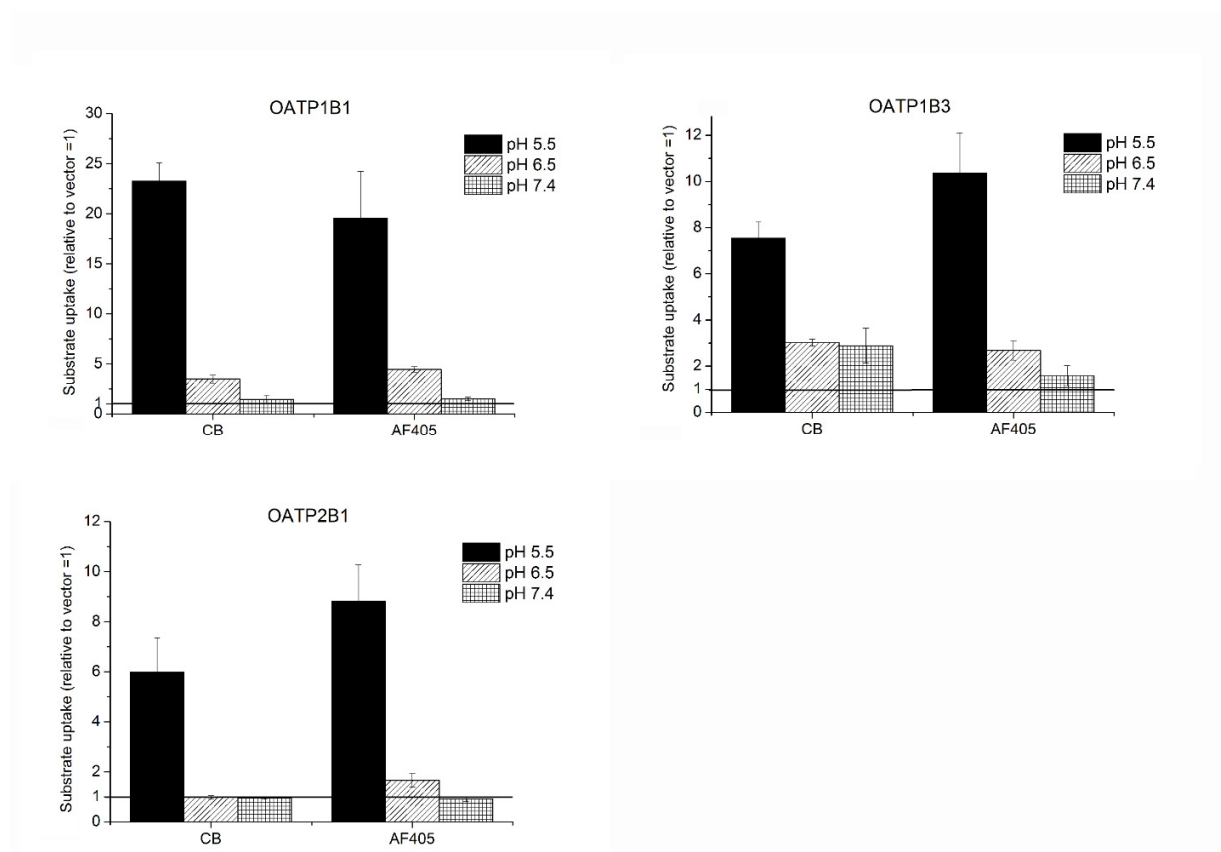 OATP1B1
Substrate uptake (relative to vector =1)
30
25
20
15
10
5
1
0
pH 5.5
pH 6.5
pH 7.4
CB
AF405
OATP1B3
Substrate uptake (relative to vector =1)
12
10
8
6
4
2
1
0
pH 5.5
pH 6.5
pH 7.4
CB
AF405
OATP2B1
Substrate uptake (relative to vector =1)
12
10
8
6
4
2
1
0
pH 5.5
pH 6.5
pH 7.4
CB
AF405